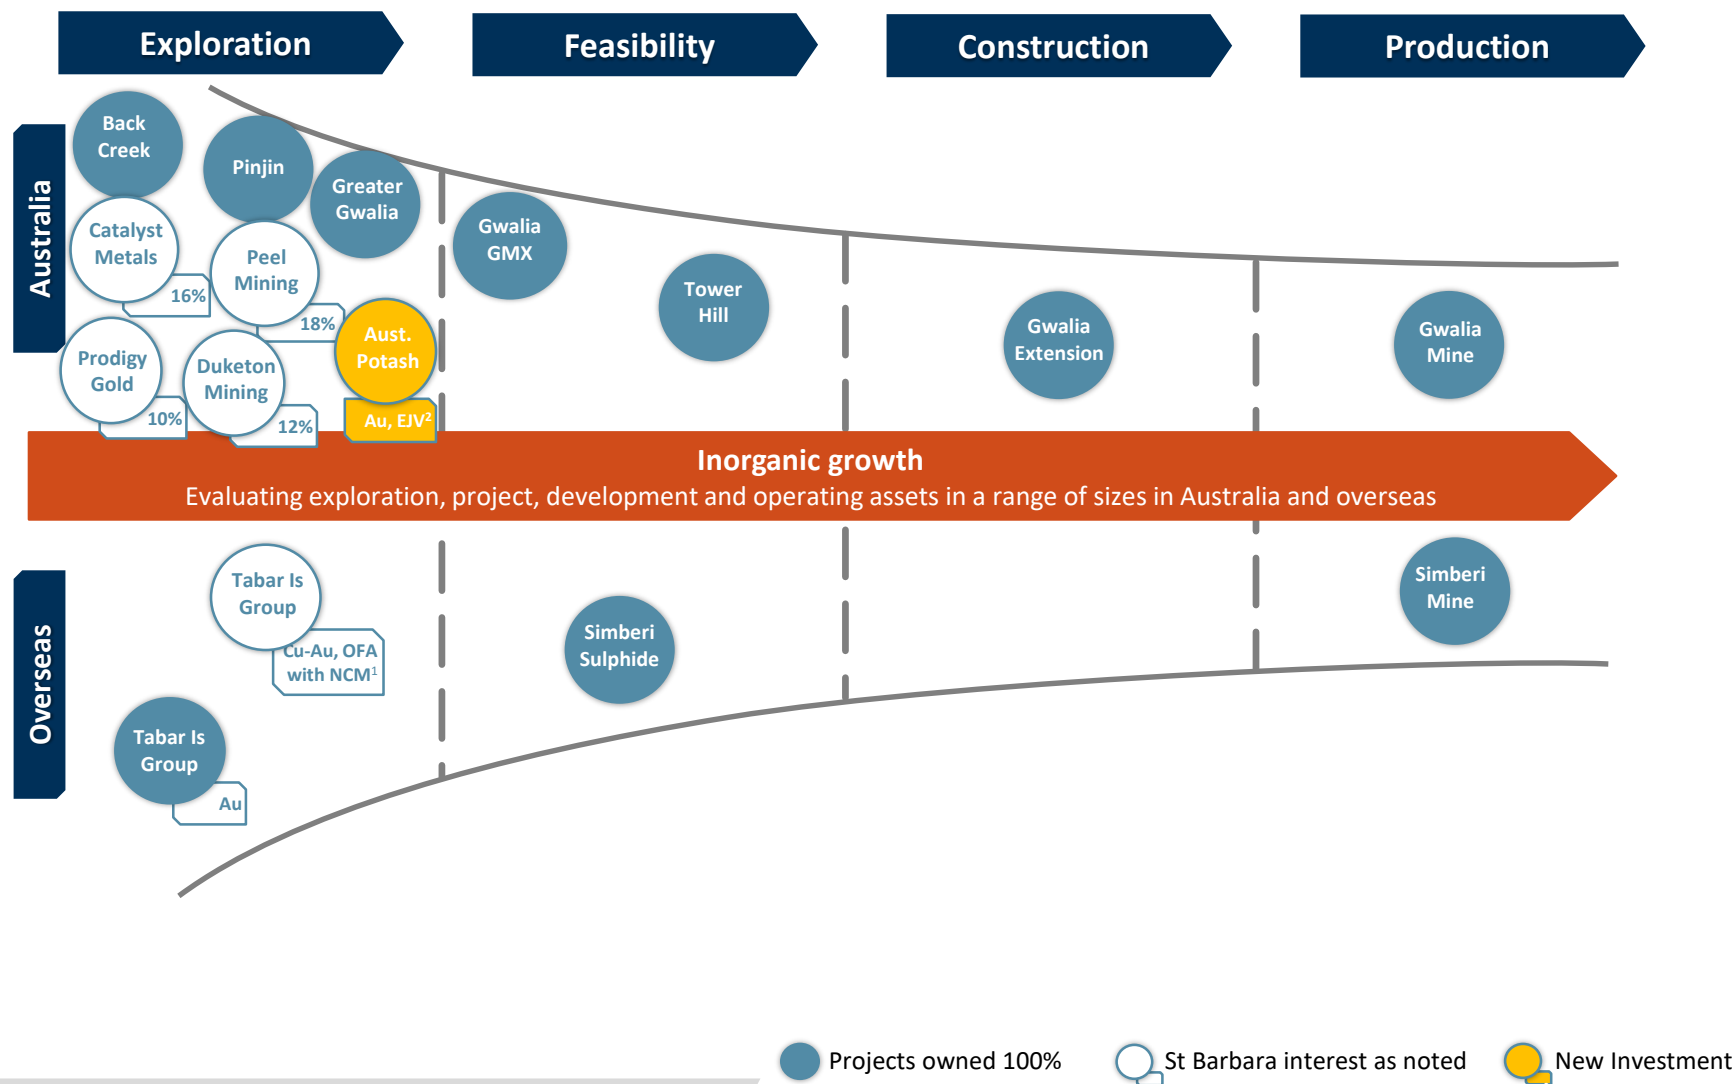 Exploration
Feasibility
Construction
Production
Australia
Back
Creek
Pinjin
Greater
Gwalia
Catalyst
Metals
16%
Peel
Mining
18%
Prodigy
Gold
10%
Duketon
Mining
12%
Aust.
Potash
Au, EJV²
Gwalia
GMX
Tower
Hill
Gwalia
Extension
Gwalia
Mine
Inorganic growth
Evaluating exploration, project, development and operating assets in a range of sizes in Australia and overseas
Overseas
Tabar Is
Group
Cu-Au, OFA
with NCM¹
Tabar Is
Group
Au
Simberi
Sulphide
Simberi
Mine
Projects owned 100%
St Barbara interest as noted
New Investment